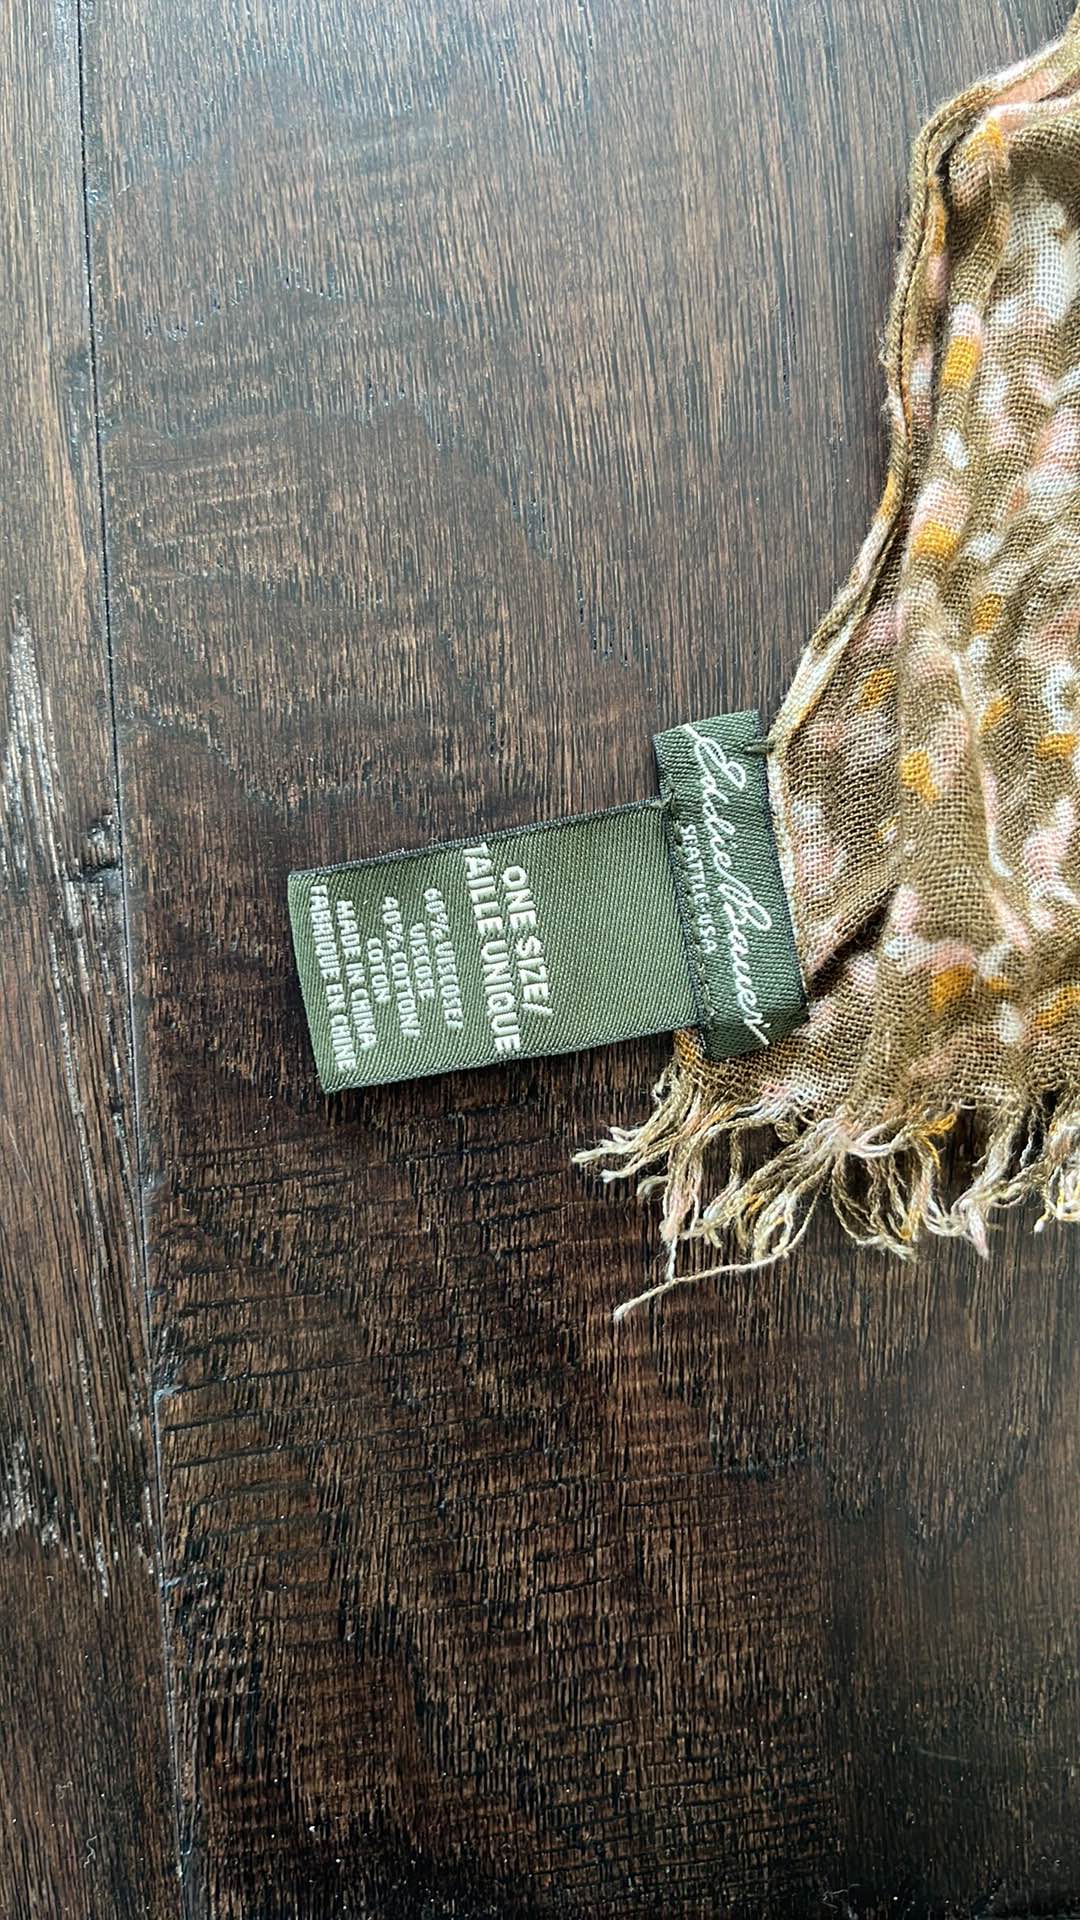 Eddie Bauer
SISTYLE USA
ONE SIZE/
TAILLE UNIQUE
60% VISCOSE/
VISCOSE
40% COTTON/
COTON
MADE IN CHINA
FABRIQUE EN CHINE